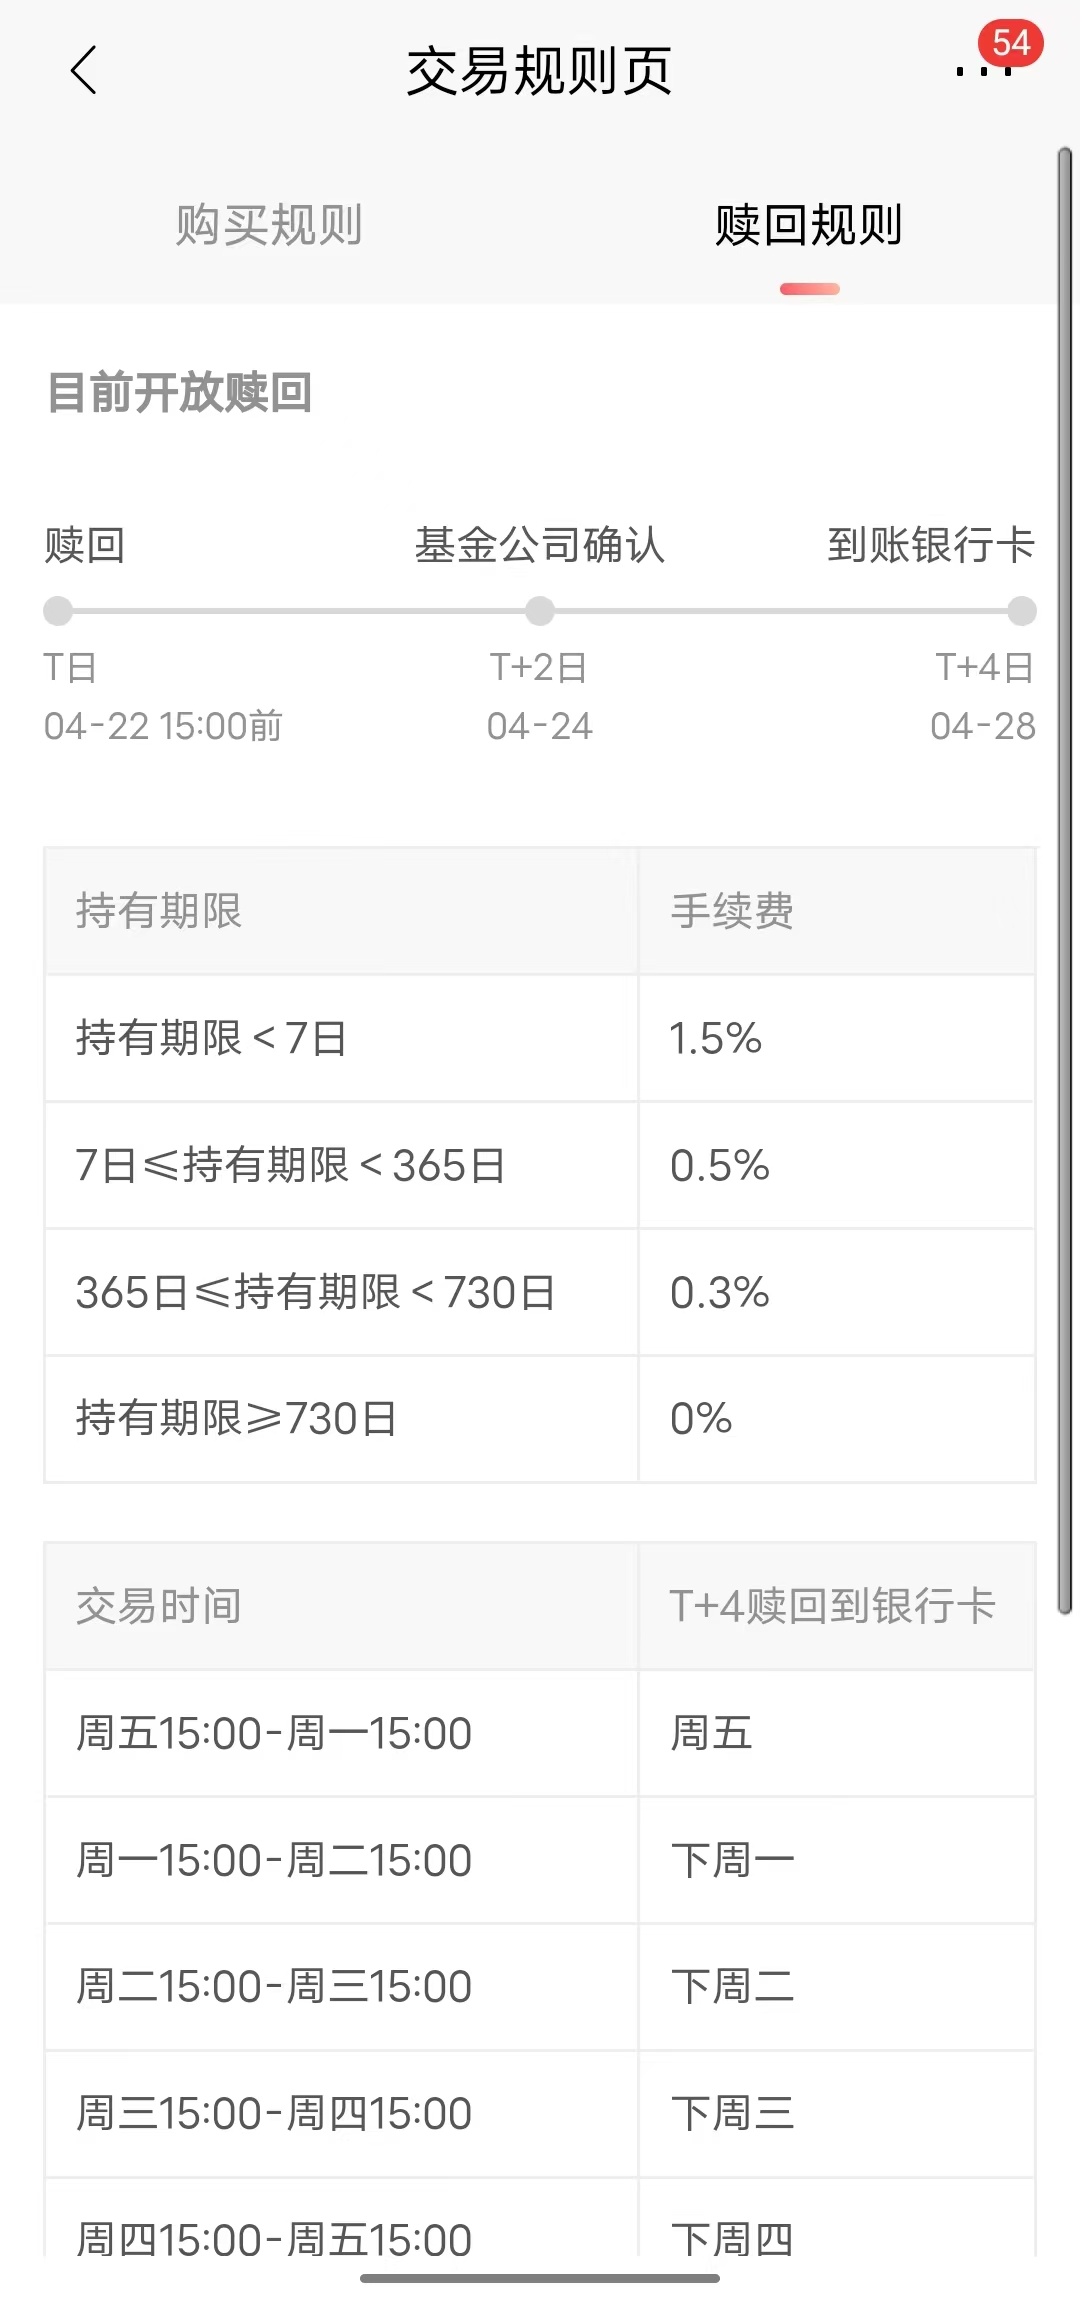 交易规则页
54
购买规则 赎回规则
目前开放赎回
赎回 基金公司确认 到账银行卡
T日 T+2日 T+4日
04-22 15:00前 04-24 04-28
持有期限 手续费
持有期限<7日 1.5%
7日≤持有期限<365日 0.5%
365日≤持有期限<730日 0.3%
持有期限≥730日 0%
交易时间 T+4赎回到银行卡
周五15:00-周一15:00 周五
周一15:00-周二15:00 下周一
周二15:00-周三15:00 下周二
周三15:00-周四15:00 下周三
周四15:00-周五15:00 下周四